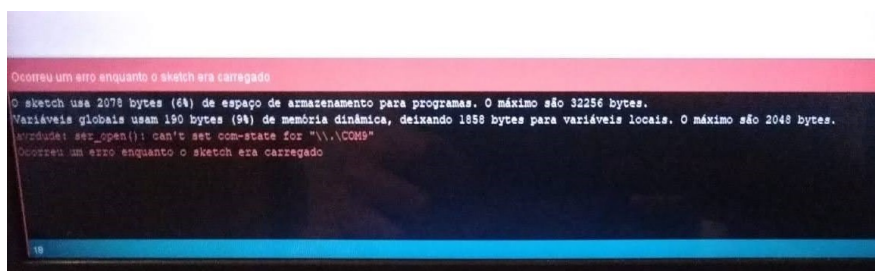 Ocorreu um erro enquanto o sketch era carregado
O sketch usa 2078 bytes (6%) de espaço de armazenamento para programas. O máximo são 32256 bytes.
Variáveis globais usam 190 bytes (9%) de memória dinâmica, deixando 1858 bytes para variáveis locais. O máximo são 2048 bytes.
avrdude: ser_open(): can't set com-state for "\\.\COM9"
Ocorreu um erro enquanto o sketch era carregado